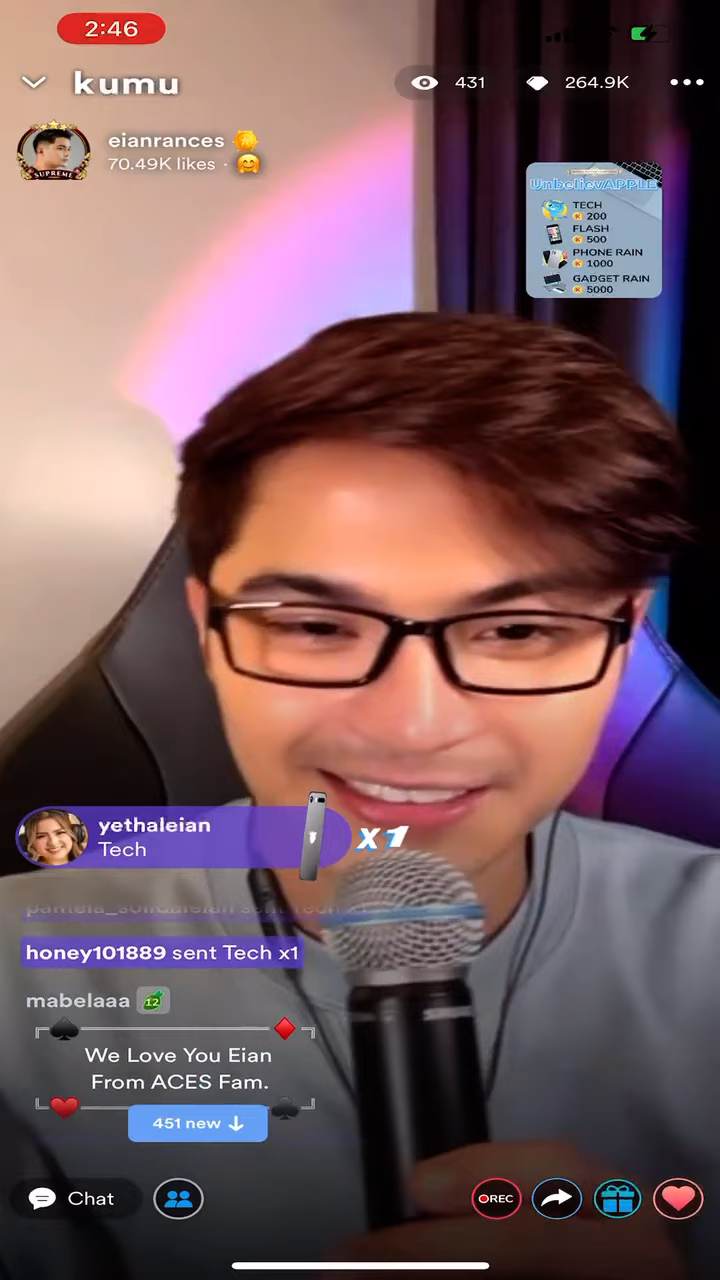 2:46
kumu
431
264.9K
eianrances
70.49K likes ·
SUPREME
UnbelievAPPLE
TECH
200
FLASH
500
PHONE RAIN
1000
GADGET RAIN
5000
yethaleian
Tech
x1
honey101889 sent Tech x1
mabelaaa 12
We Love You Eian
From ACES Fam.
451 new
Chat
REC